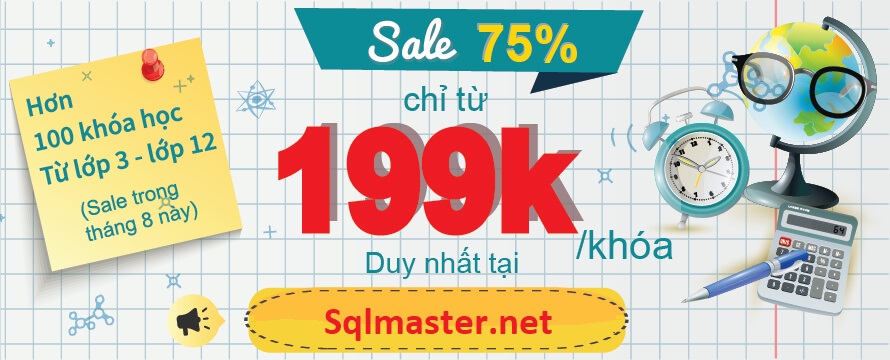 Sale 75%
Hơn
100 khóa học
Từ lớp 3 - lớp 12
(Sale trong
tháng 8 này)
chỉ từ
199k
/khóa
Duy nhất tại
Sqlmaster.net
64